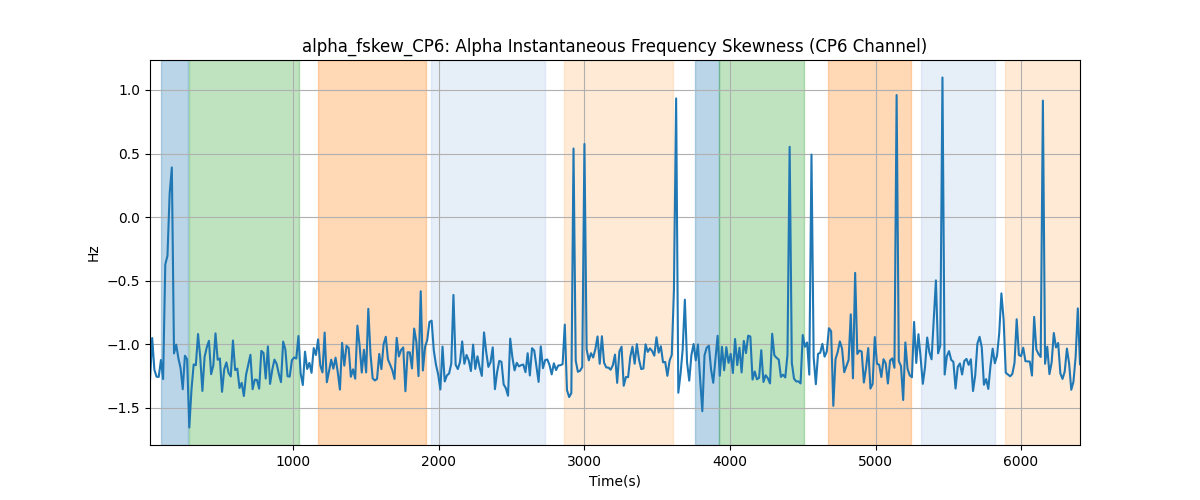 alpha_fskew_CP6: Alpha Instantaneous Frequency Skewness (CP6 Channel)
1.0
0.5
0.0
−0.5
−1.0
−1.5
Hz
1000 2000 3000 4000 5000 6000
Time(s)